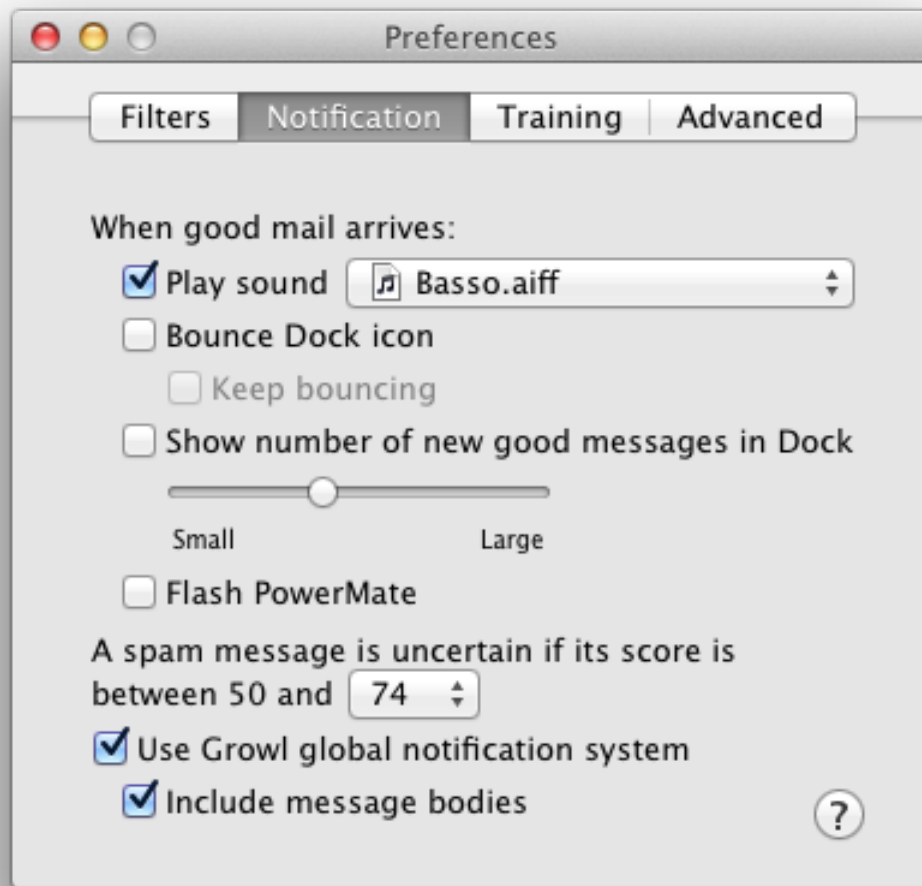 Preferences
Filters Notification Training Advanced
When good mail arrives:
Play sound Basso.aiff
Bounce Dock icon
Keep bouncing
Show number of new good messages in Dock
Small Large
Flash PowerMate
A spam message is uncertain if its score is
between 50 and 74
Use Growl global notification system
Include message bodies
?